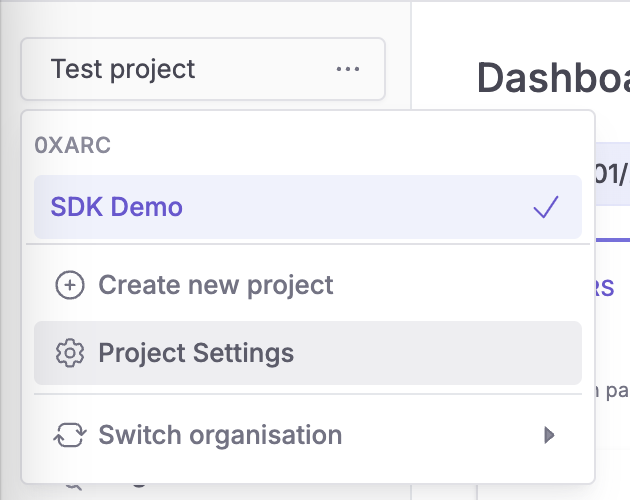 Test project
Dashboa
0XARC
01/
SDK Demo
RS
Create new project
Project Settings
n pa
Switch organisation